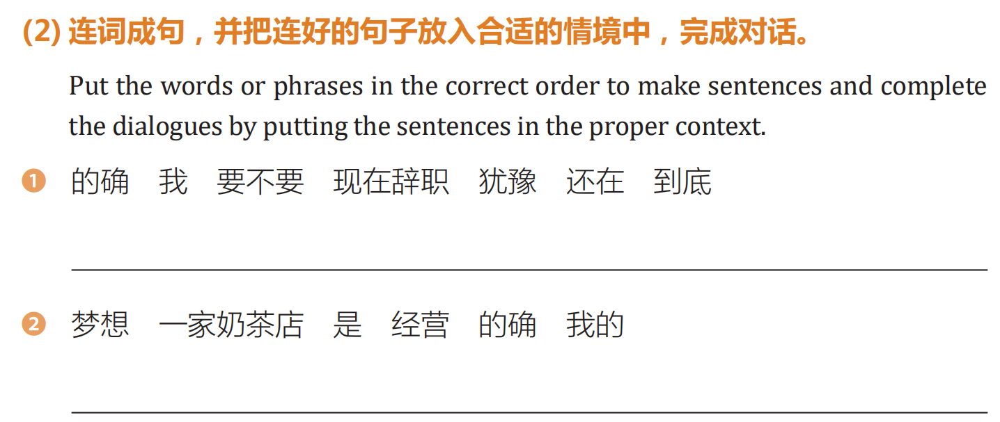 (2) 连词成句，并把连好的句子放入合适的情境中，完成对话。
Put the words or phrases in the correct order to make sentences and complete
the dialogues by putting the sentences in the proper context.
1 的确 我 要不要 现在辞职 犹豫 还在 到底
2 梦想 一家奶茶店 是 经营 的确 我的